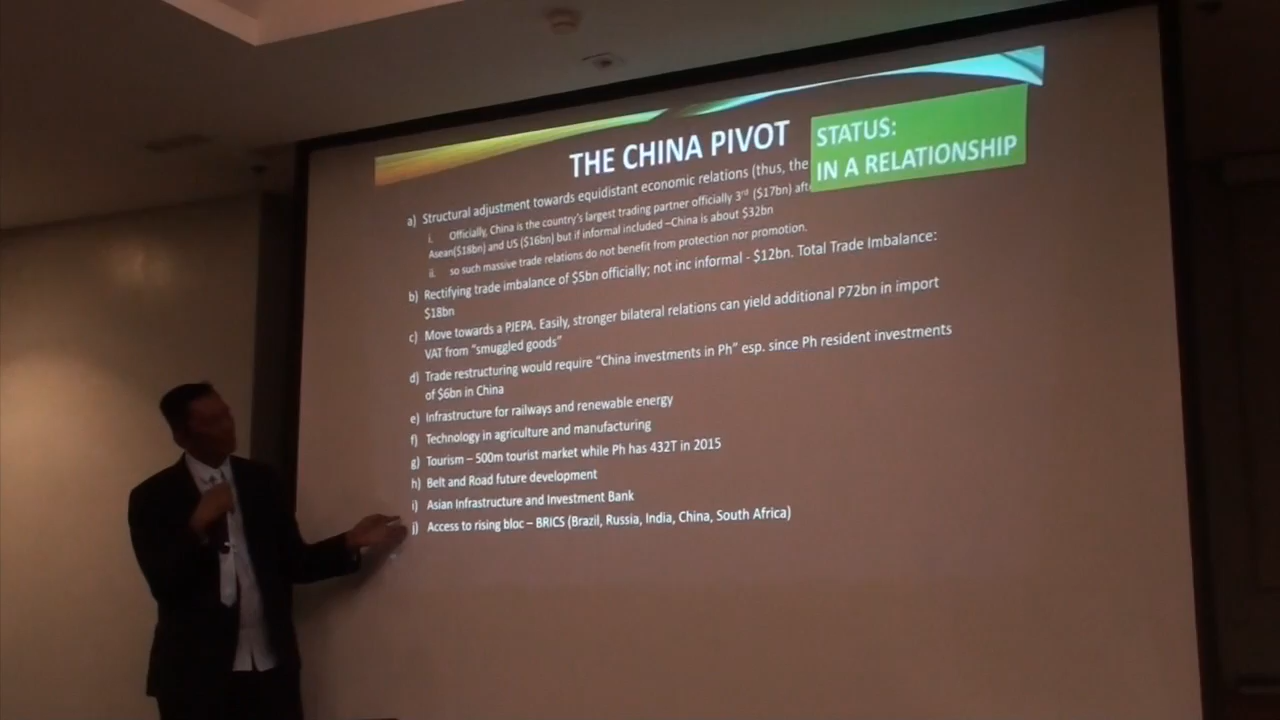 THE CHINA PIVOT
STATUS:
IN A RELATIONSHIP
a) Structural adjustment towards equidistant economic relations (thus, the
i. Officially, China is the country's largest trading partner officially 3rd ($17bn) aft
Asean($18bn) and US ($16bn) but if informal included –China is about $32bn
ii. so such massive trade relations do not benefit from protection nor promotion.
b) Rectifying trade imbalance of $5bn officially; not inc informal - $12bn. Total Trade Imbalance:
$18bn
c) Move towards a PJEPA. Easily, stronger bilateral relations can yield additional P72bn in import
VAT from "smuggled goods"
d) Trade restructuring would require "China investments in Ph" esp. since Ph resident investments
of $6bn in China
e) Infrastructure for railways and renewable energy
f) Technology in agriculture and manufacturing
g) Tourism – 500m tourist market while Ph has 432T in 2015
h) Belt and Road future development
i) Asian Infrastructure and Investment Bank
j) Access to rising bloc – BRICS (Brazil, Russia, India, China, South Africa)